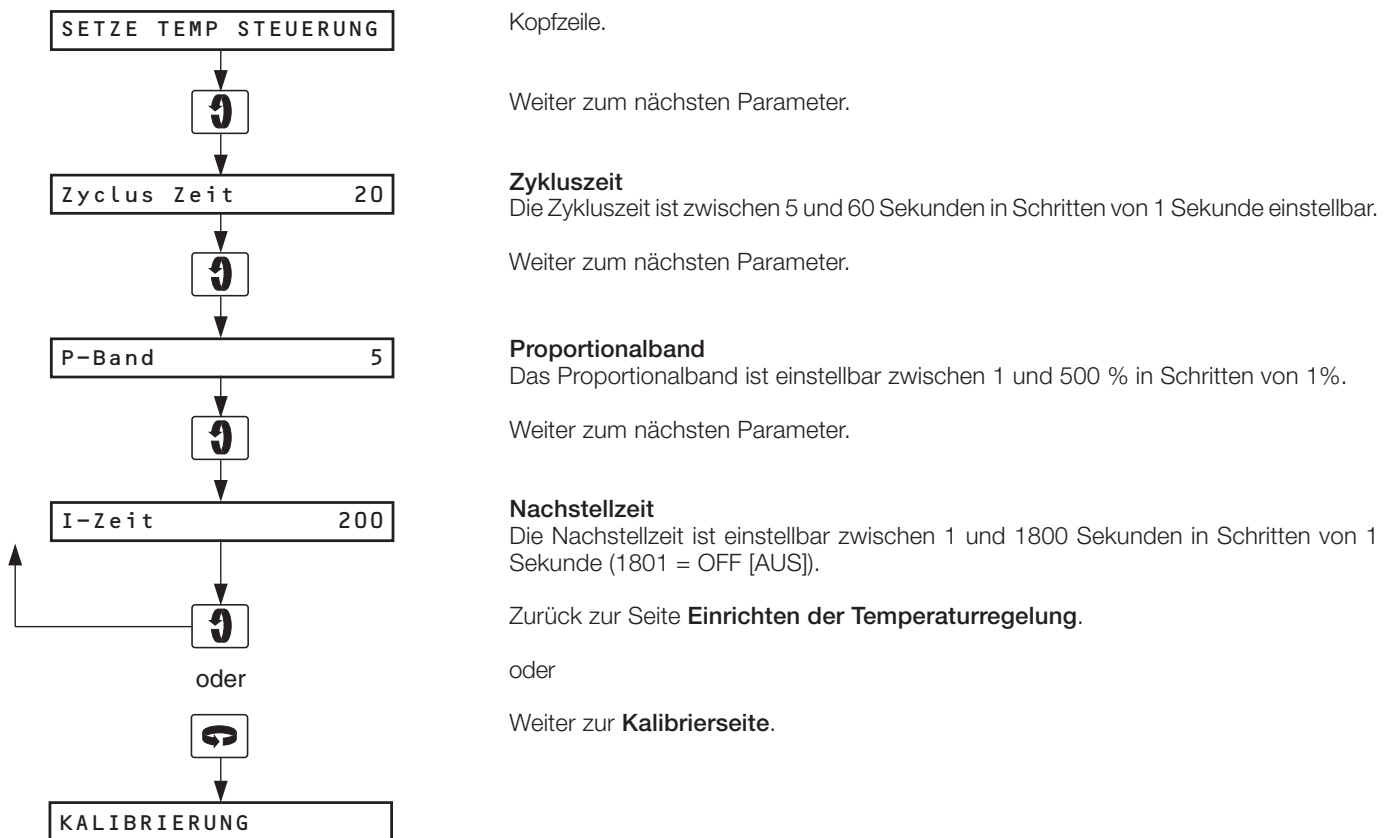 SETZE TEMP STEUERUNG
Kopfzeile.
Weiter zum nächsten Parameter.
Zyclus Zeit 20
Zykluszeit
Die Zykluszeit ist zwischen 5 und 60 Sekunden in Schritten von 1 Sekunde einstellbar.
Weiter zum nächsten Parameter.
P-Band 5
Proportionalband
Das Proportionalband ist einstellbar zwischen 1 und 500 % in Schritten von 1%.
Weiter zum nächsten Parameter.
I-Zeit 200
Nachstellzeit
Die Nachstellzeit ist einstellbar zwischen 1 und 1800 Sekunden in Schritten von 1
Sekunde (1801 = OFF [AUS]).
Zurück zur Seite Einrichten der Temperaturregelung.
oder
oder
Weiter zur Kalibrierseite.
KALIBRIERUNG